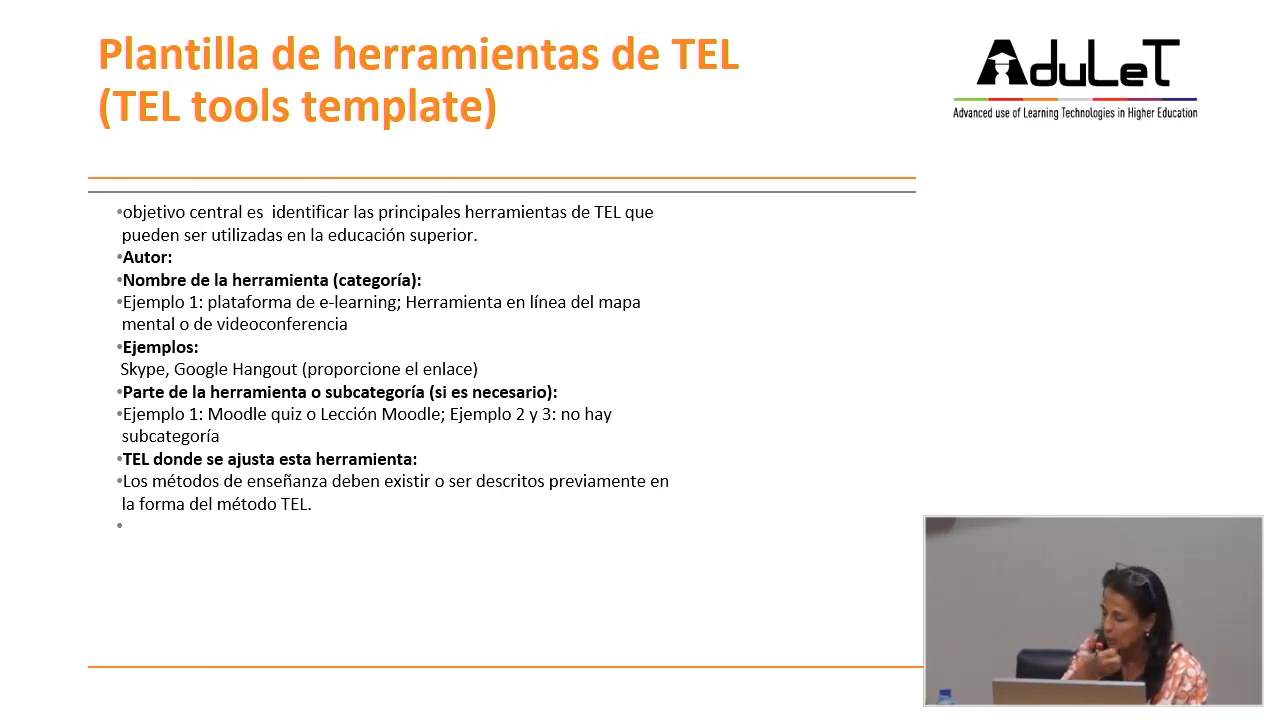 Plantilla de herramientas de TEL
(TEL tools template)
AduLeT
Advanced use of Learning Technologies in Higher Education
•objetivo central es identificar las principales herramientas de TEL que
pueden ser utilizadas en la educación superior.
•Autor:
•Nombre de la herramienta (categoría):
•Ejemplo 1: plataforma de e-learning; Herramienta en línea del mapa
mental o de videoconferencia
•Ejemplos:
Skype, Google Hangout (proporcione el enlace)
•Parte de la herramienta o subcategoría (si es necesario):
•Ejemplo 1: Moodle quiz o Lección Moodle; Ejemplo 2 y 3: no hay
subcategoría
•TEL donde se ajusta esta herramienta:
•Los métodos de enseñanza deben existir o ser descritos previamente en
la forma del método TEL.
•